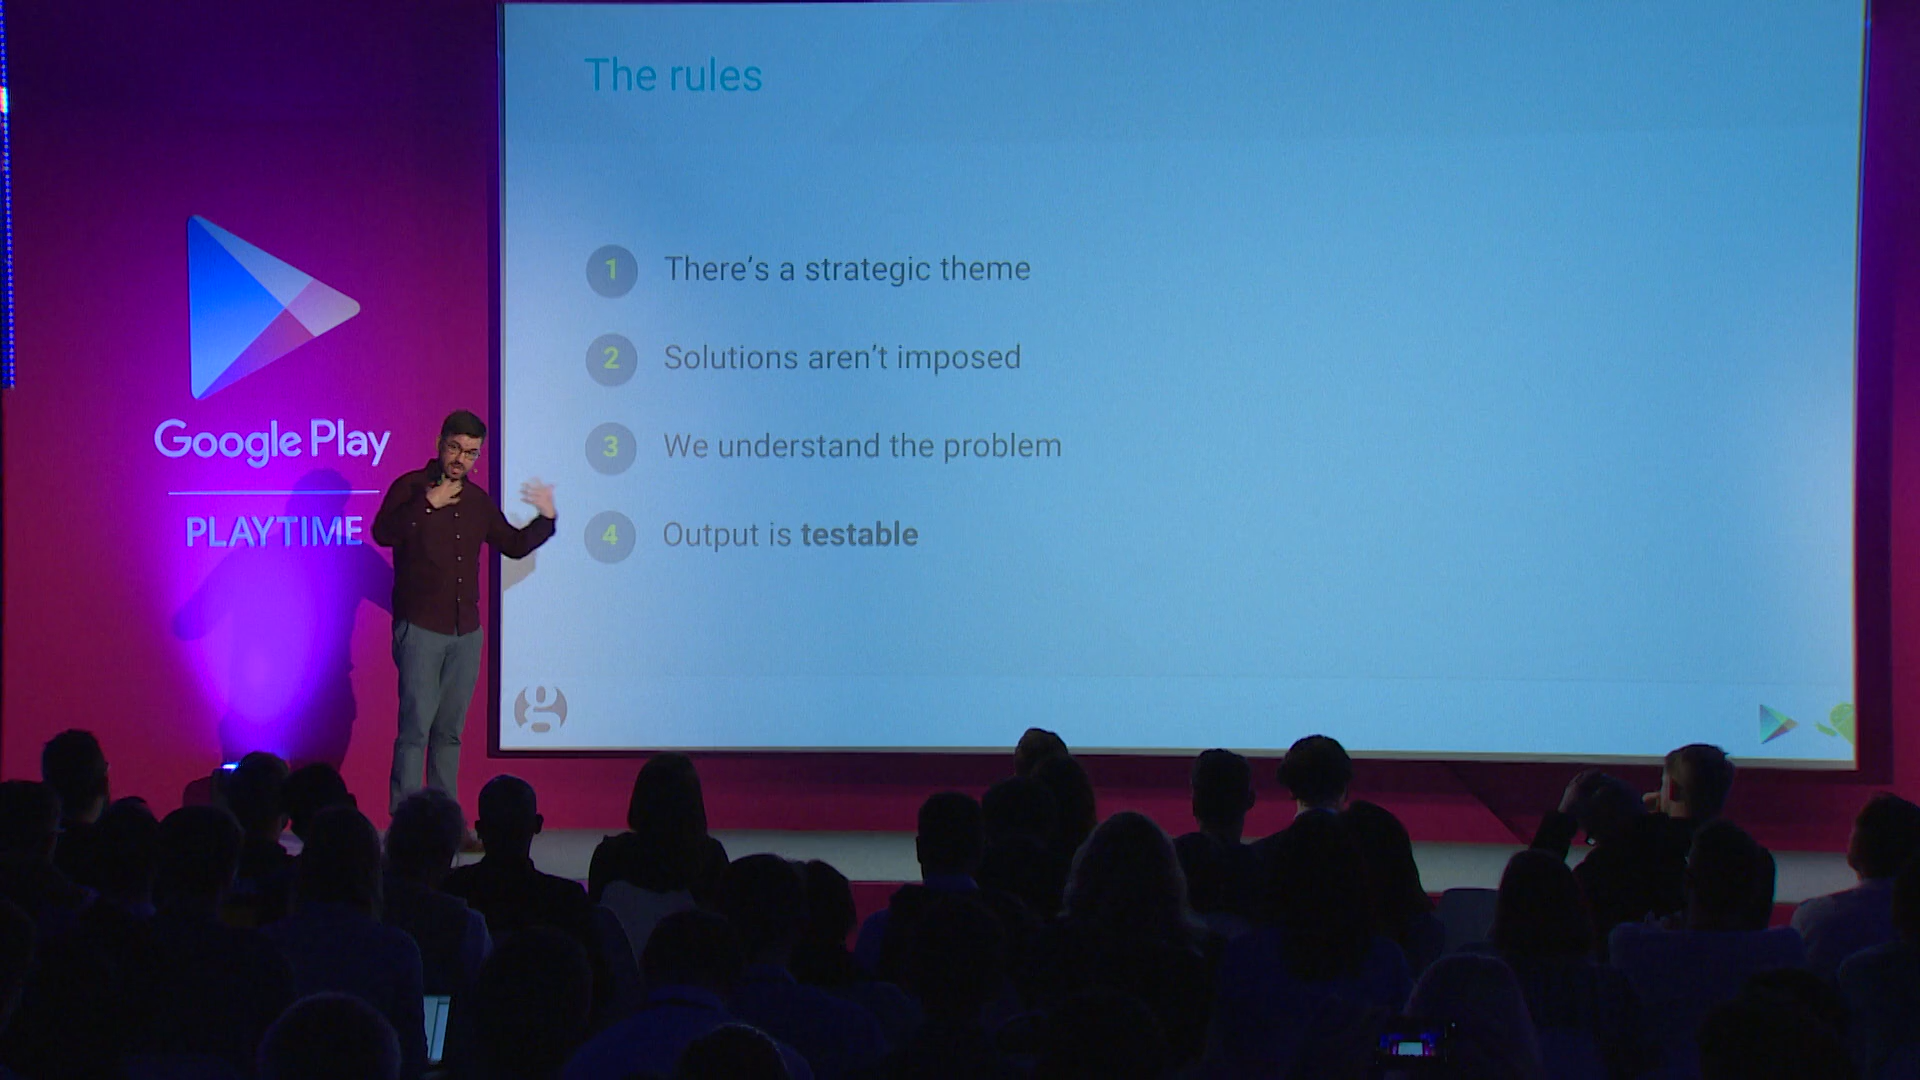 Google Play
PLAYTIME
The rules
1 There's a strategic theme
2 Solutions aren't imposed
3 We understand the problem
4 Output is testable
g